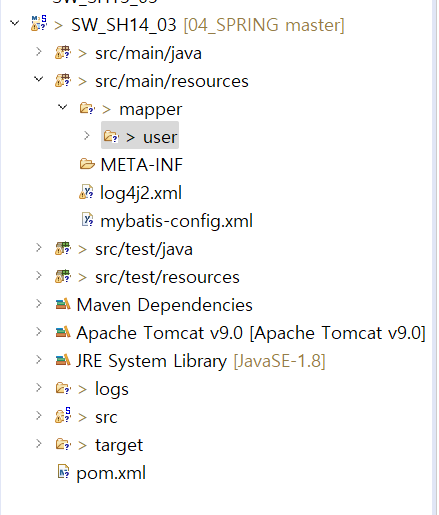 > SW_SH14_03 [04_SPRING master]
> src/main/java
> src/main/resources
> mapper
> user
META-INF
log4j2.xml
mybatis-config.xml
> src/test/java
> src/test/resources
Maven Dependencies
Apache Tomcat v9.0 [Apache Tomcat v9.0]
JRE System Library [JavaSE-1.8]
> logs
> src
> target
pom.xml